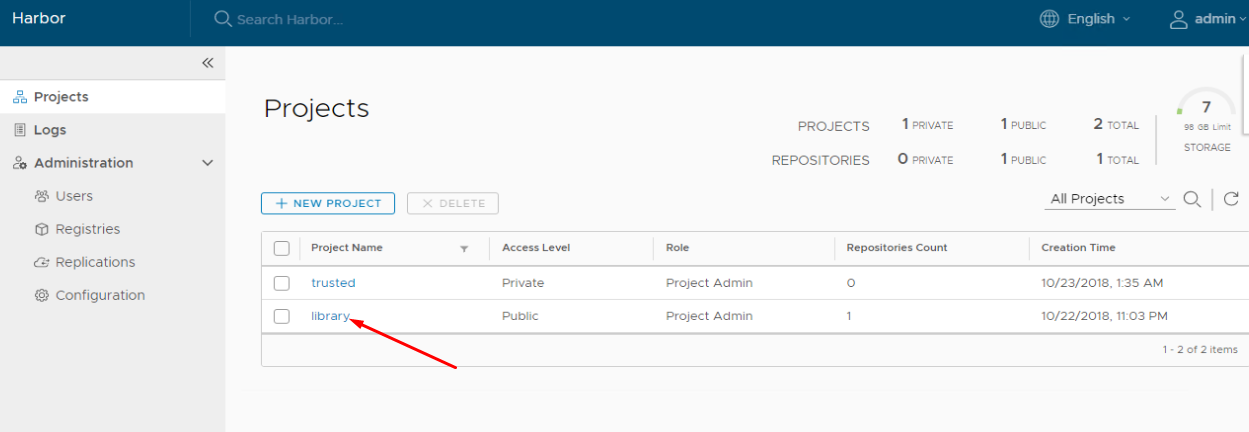 Harbor
Search Harbor...
English
admin
Projects
Logs
Administration
Users
Registries
Replications
Configuration
Projects
PROJECTS 1 PRIVATE 1 PUBLIC 2 TOTAL
REPOSITORIES 0 PRIVATE 1 PUBLIC 1 TOTAL
7
98 GB Limit
STORAGE
+ NEW PROJECT
× DELETE
All Projects
Project Name Access Level Role Repositories Count Creation Time
trusted Private Project Admin 0 10/23/2018, 1:35 AM
library Public Project Admin 1 10/22/2018, 11:03 PM
1 - 2 of 2 items